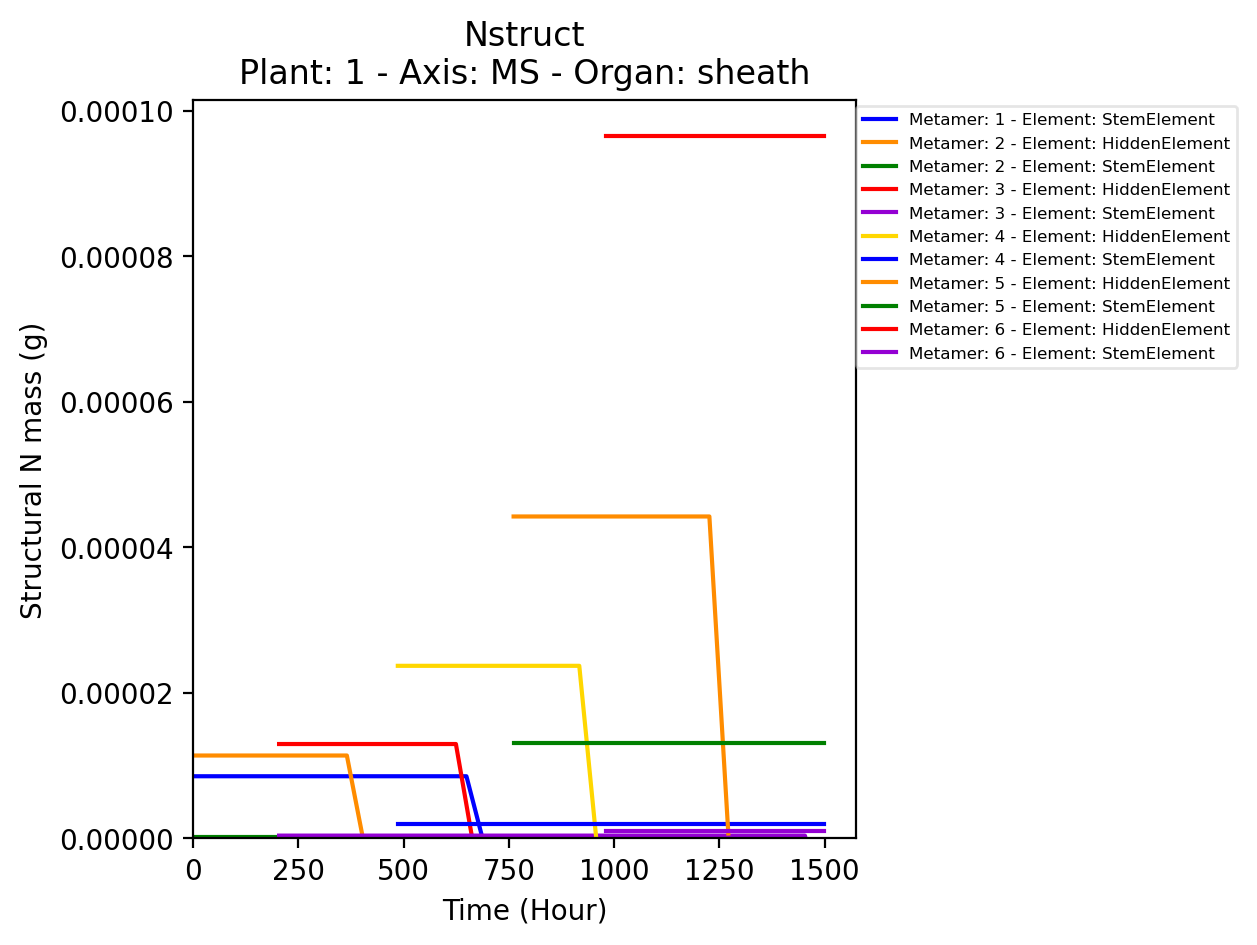 Nstruct
Plant: 1 - Axis: MS - Organ: sheath
0.00010
0.00008
0.00006
0.00004
0.00002
0.00000
Structural N mass (g)
0 250 500 750 1000 1250 1500
Time (Hour)
Metamer: 1 - Element: StemElement
Metamer: 2 - Element: HiddenElement
Metamer: 2 - Element: StemElement
Metamer: 3 - Element: HiddenElement
Metamer: 3 - Element: StemElement
Metamer: 4 - Element: HiddenElement
Metamer: 4 - Element: StemElement
Metamer: 5 - Element: HiddenElement
Metamer: 5 - Element: StemElement
Metamer: 6 - Element: HiddenElement
Metamer: 6 - Element: StemElement